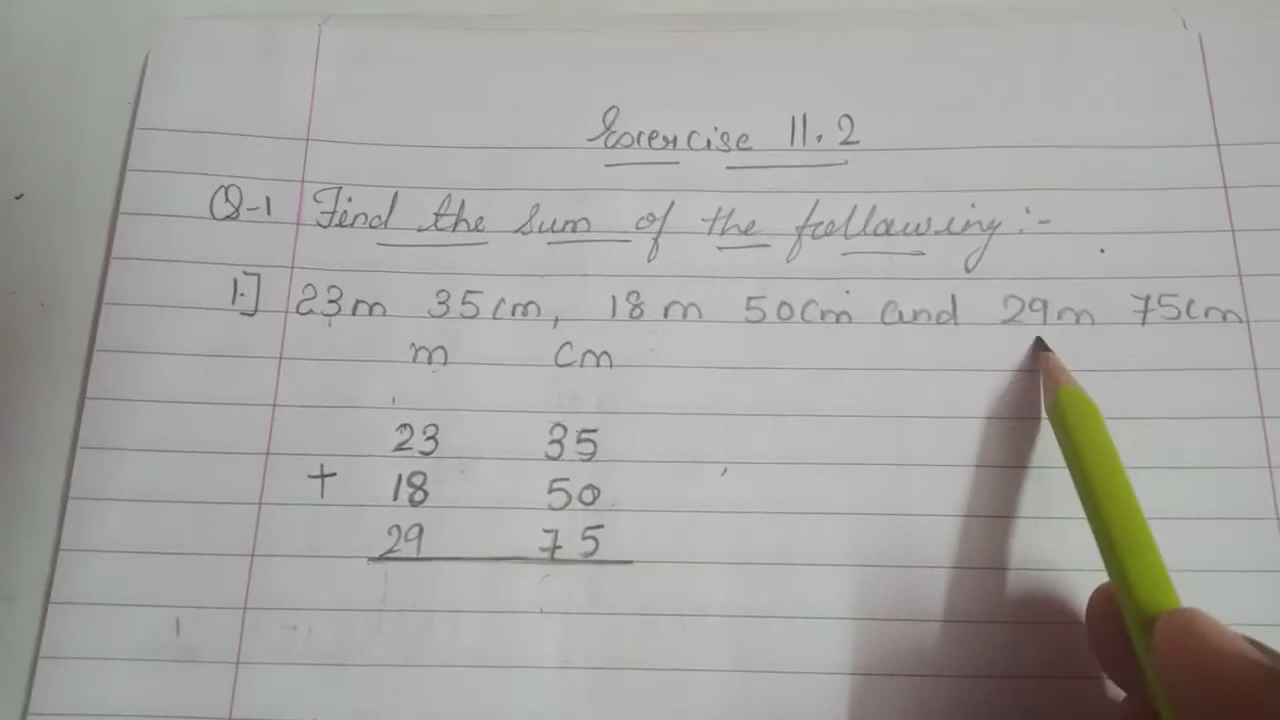 Exercise 11.2
Q-1 Find the sum of the following:-
1.] 23m 35cm, 18m 50cm and 29m 75cm
m cm
23 35
+ 18 50
29 75